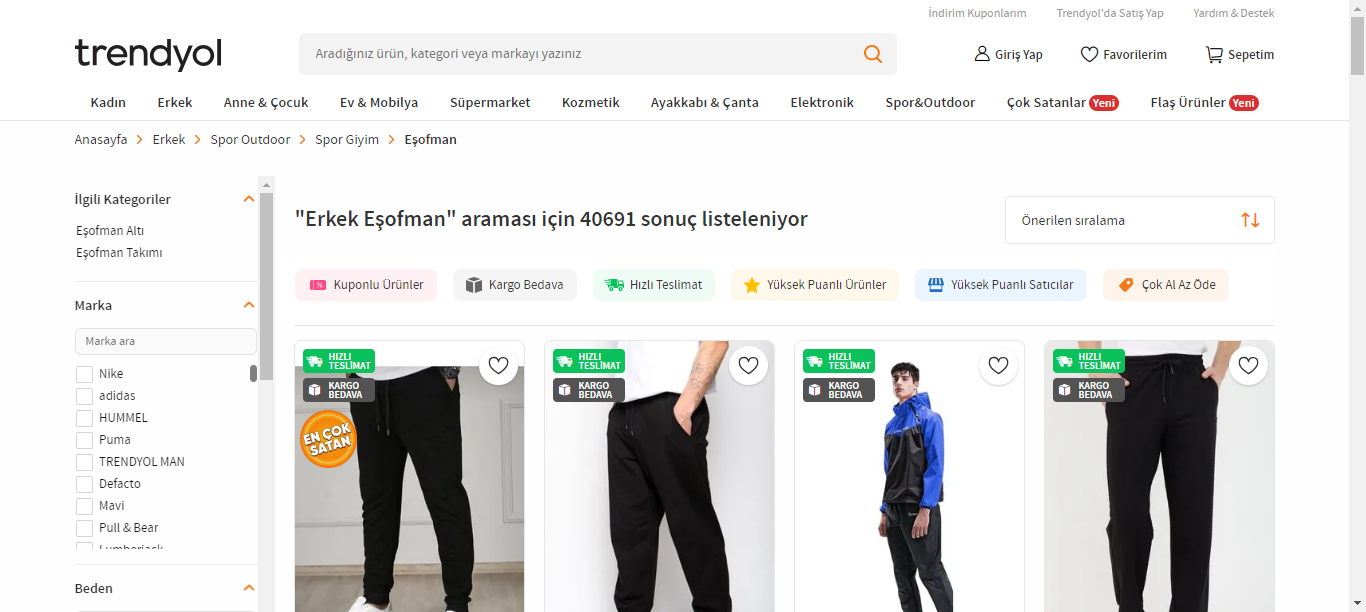 İndirim Kuponlarım Trendyol'da Satış Yap Yardım & Destek
trendyol
Aradığınız ürün, kategori veya markayı yazınız
Giriş Yap Favorilerim Sepetim
Kadın Erkek Anne & Çocuk Ev & Mobilya Süpermarket Kozmetik Ayakkabı & Çanta Elektronik Spor&Outdoor Çok Satanlar Yeni Flaş Ürünler Yeni
Anasayfa > Erkek > Spor Outdoor > Spor Giyim > Eşofman
İlgili Kategoriler
Eşofman Altı
Eşofman Takımı
Marka
Marka ara
Nike
adidas
HUMMEL
Puma
TRENDYOL MAN
Defacto
Mavi
Pull & Bear
Lumberjack
Beden
"Erkek Eşofman" araması için 40691 sonuç listeleniyor
Önerilen sıralama
Kuponlu Ürünler Kargo Bedava Hızlı Teslimat Yüksek Puanlı Ürünler Yüksek Puanlı Satıcılar Çok Al Az Öde
HIZLI
TESLİMAT
KARGO
BEDAVA
EN ÇOK
SATAN
HIZLI
TESLİMAT
KARGO
BEDAVA
HIZLI
TESLİMAT
KARGO
BEDAVA
HIZLI
TESLİMAT
KARGO
BEDAVA